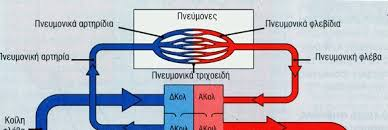 Πνεύμονες
Πνευμονικά αρτηρίδια
Πνευμονικά φλεβίδια
Πνευμονική αρτηρία
Πνευμονική φλέβα
Πνευμονικά τριχοειδή
ΔΚολ
ΑΚολ
Κοίλη